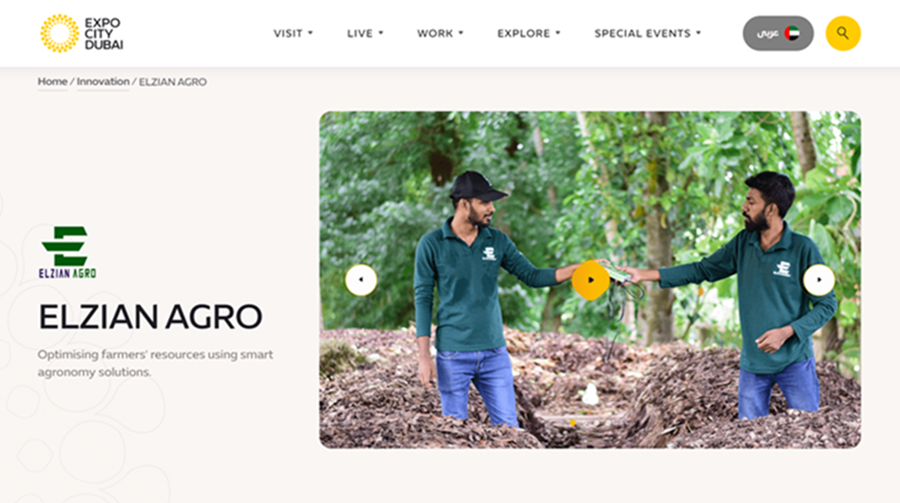 EXPO
CITY
DUBAI
VISIT
LIVE
WORK
EXPLORE
SPECIAL EVENTS
عربي
Home / Innovation / ELZIAN AGRO
ELZIAN AGRO
ELZIAN AGRO
Optimising farmers' resources using smart
agronomy solutions.